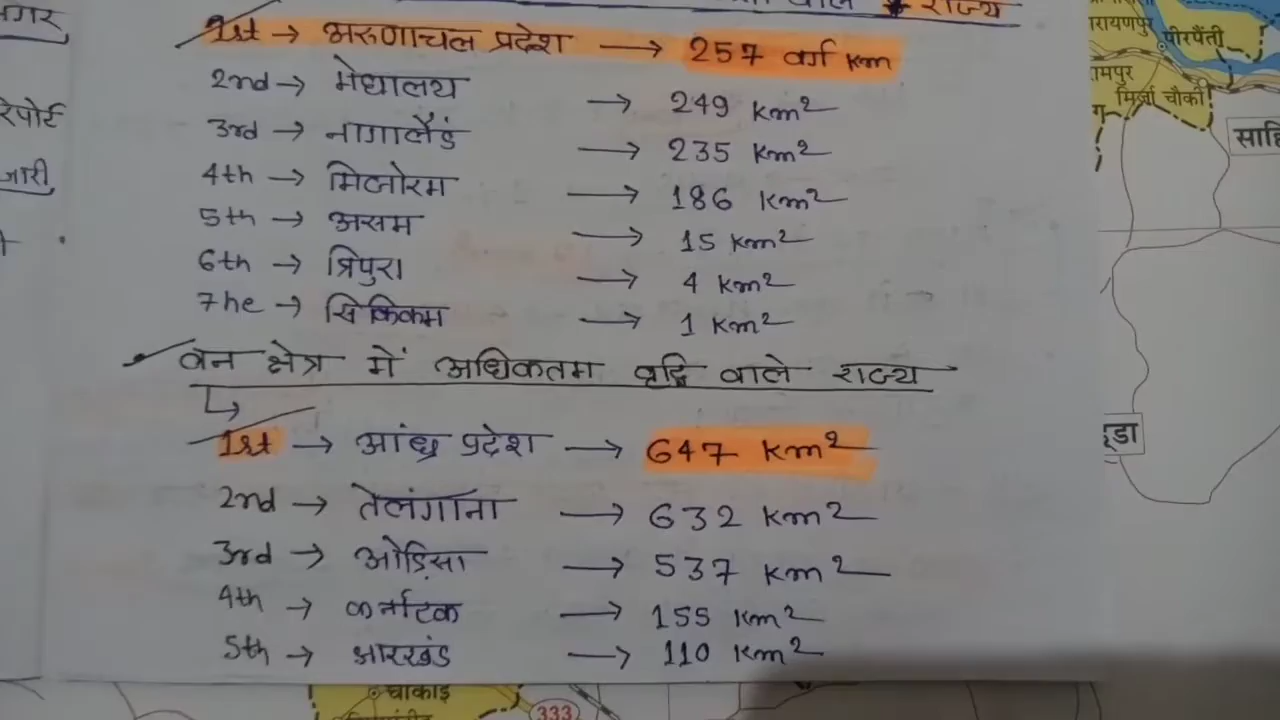 राज्य
1st → अरुणाचल प्रदेश → 257 वर्ग km
2nd → मेघालय → 249 km²
3rd → नागालैंड → 235 km²
4th → मिजोरम → 186 km²
5th → असम → 15 km²
6th → त्रिपुरा → 4 km²
7he → सिक्किम → 1 km²
वन क्षेत्र में अधिकतम वृद्धि वाले राज्य
1st → आंध्र प्रदेश → 647 km²
2nd → तेलंगाना → 632 km²
3rd → ओड़िसा → 537 km²
4th → कर्नाटक → 155 km²
5th → झारखंड → 110 km²
रिपोर्ट
जारी
पीरपैंती
मिर्जा चौकी
चाकाई
333